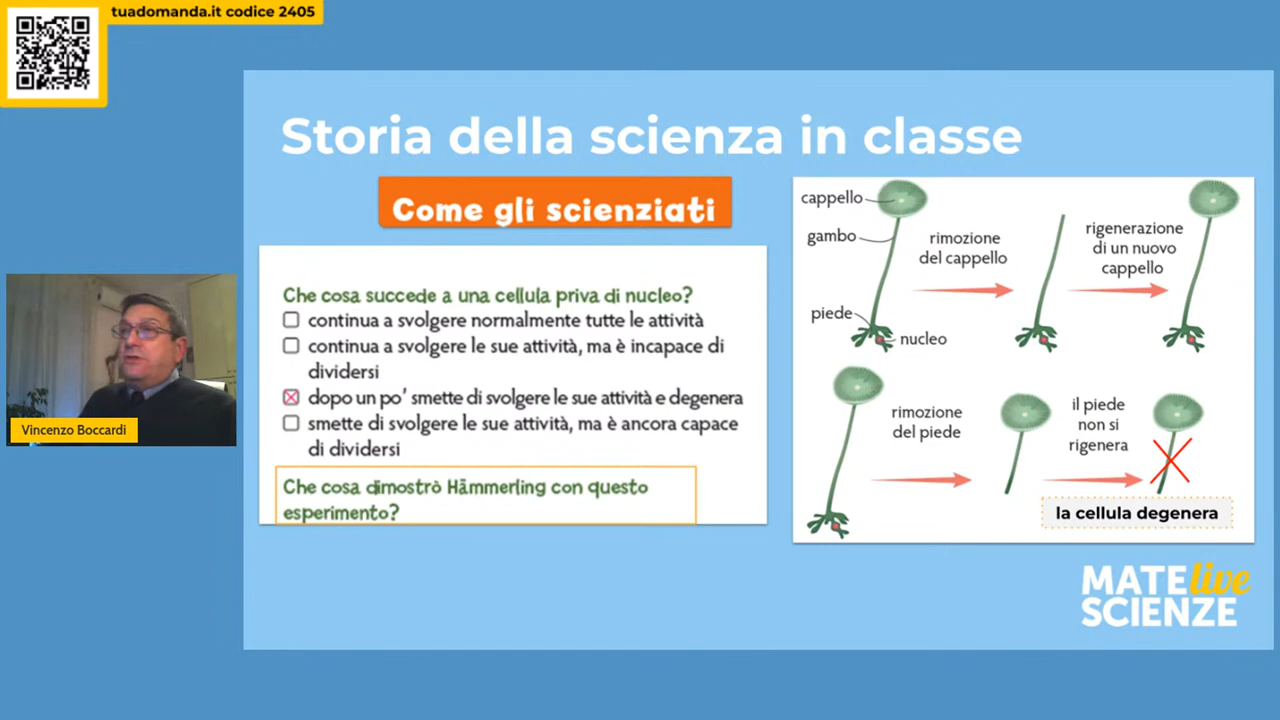 tuadomanda.it codice 2405
Storia della scienza in classe
Come gli scienziati
Che cosa succede a una cellula priva di nucleo?
continua a svolgere normalmente tutte le attività
continua a svolgere le sue attività, ma è incapace di
dividersi
dopo un po' smette di svolgere le sue attività e degenera
smette di svolgere le sue attività, ma è ancora capace
di dividersi
Che cosa dimostrò Hämmerling con questo
esperimento?
cappello
gambo
piede
nucleo
rimozione
del cappello
rigenerazione
di un nuovo
cappello
rimozione
del piede
il piede
non si
rigenera
la cellula degenera
Vincenzo Boccardi
MATE live
SCIENZE